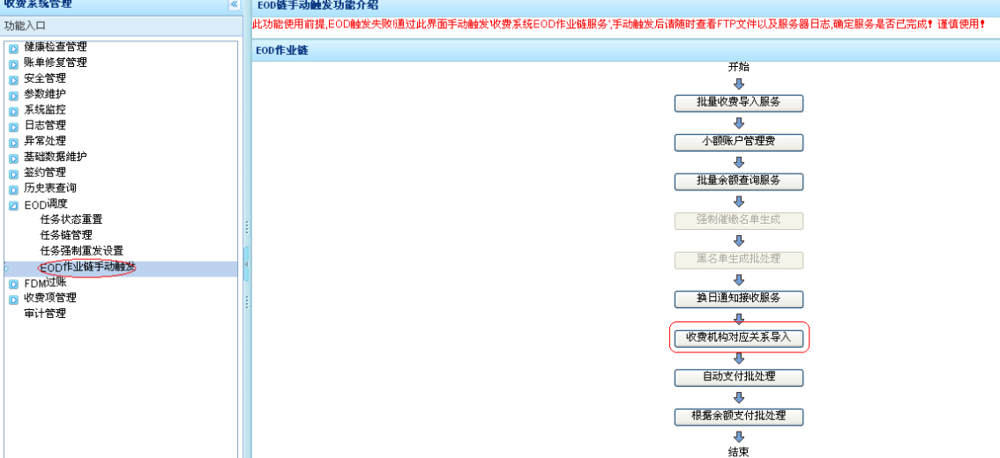 收费系统管理
功能入口
健康检查管理
账单修复管理
安全管理
参数维护
系统监控
日志管理
异常处理
基础数据维护
签约管理
历史表查询
EOD调度
任务状态重置
任务链管理
任务强制重发设置
EOD作业链手动触发
FDM过账
收费项管理
审计管理
EOD链手动触发功能介绍
此功能使用前提,EOD触发失败!通过此界面手动触发'收费系统EOD作业链服务',手动触发后请随时查看FTP文件以及服务器日志,确定服务是否已完成! 谨慎使用!
EOD作业链
开始
批量收费导入服务
小额账户管理费
批量余额查询服务
强制催缴名单生成
黑名单生成批处理
换日通知接收服务
收费机构对应关系导入
自动支付批处理
根据余额支付批处理
结束